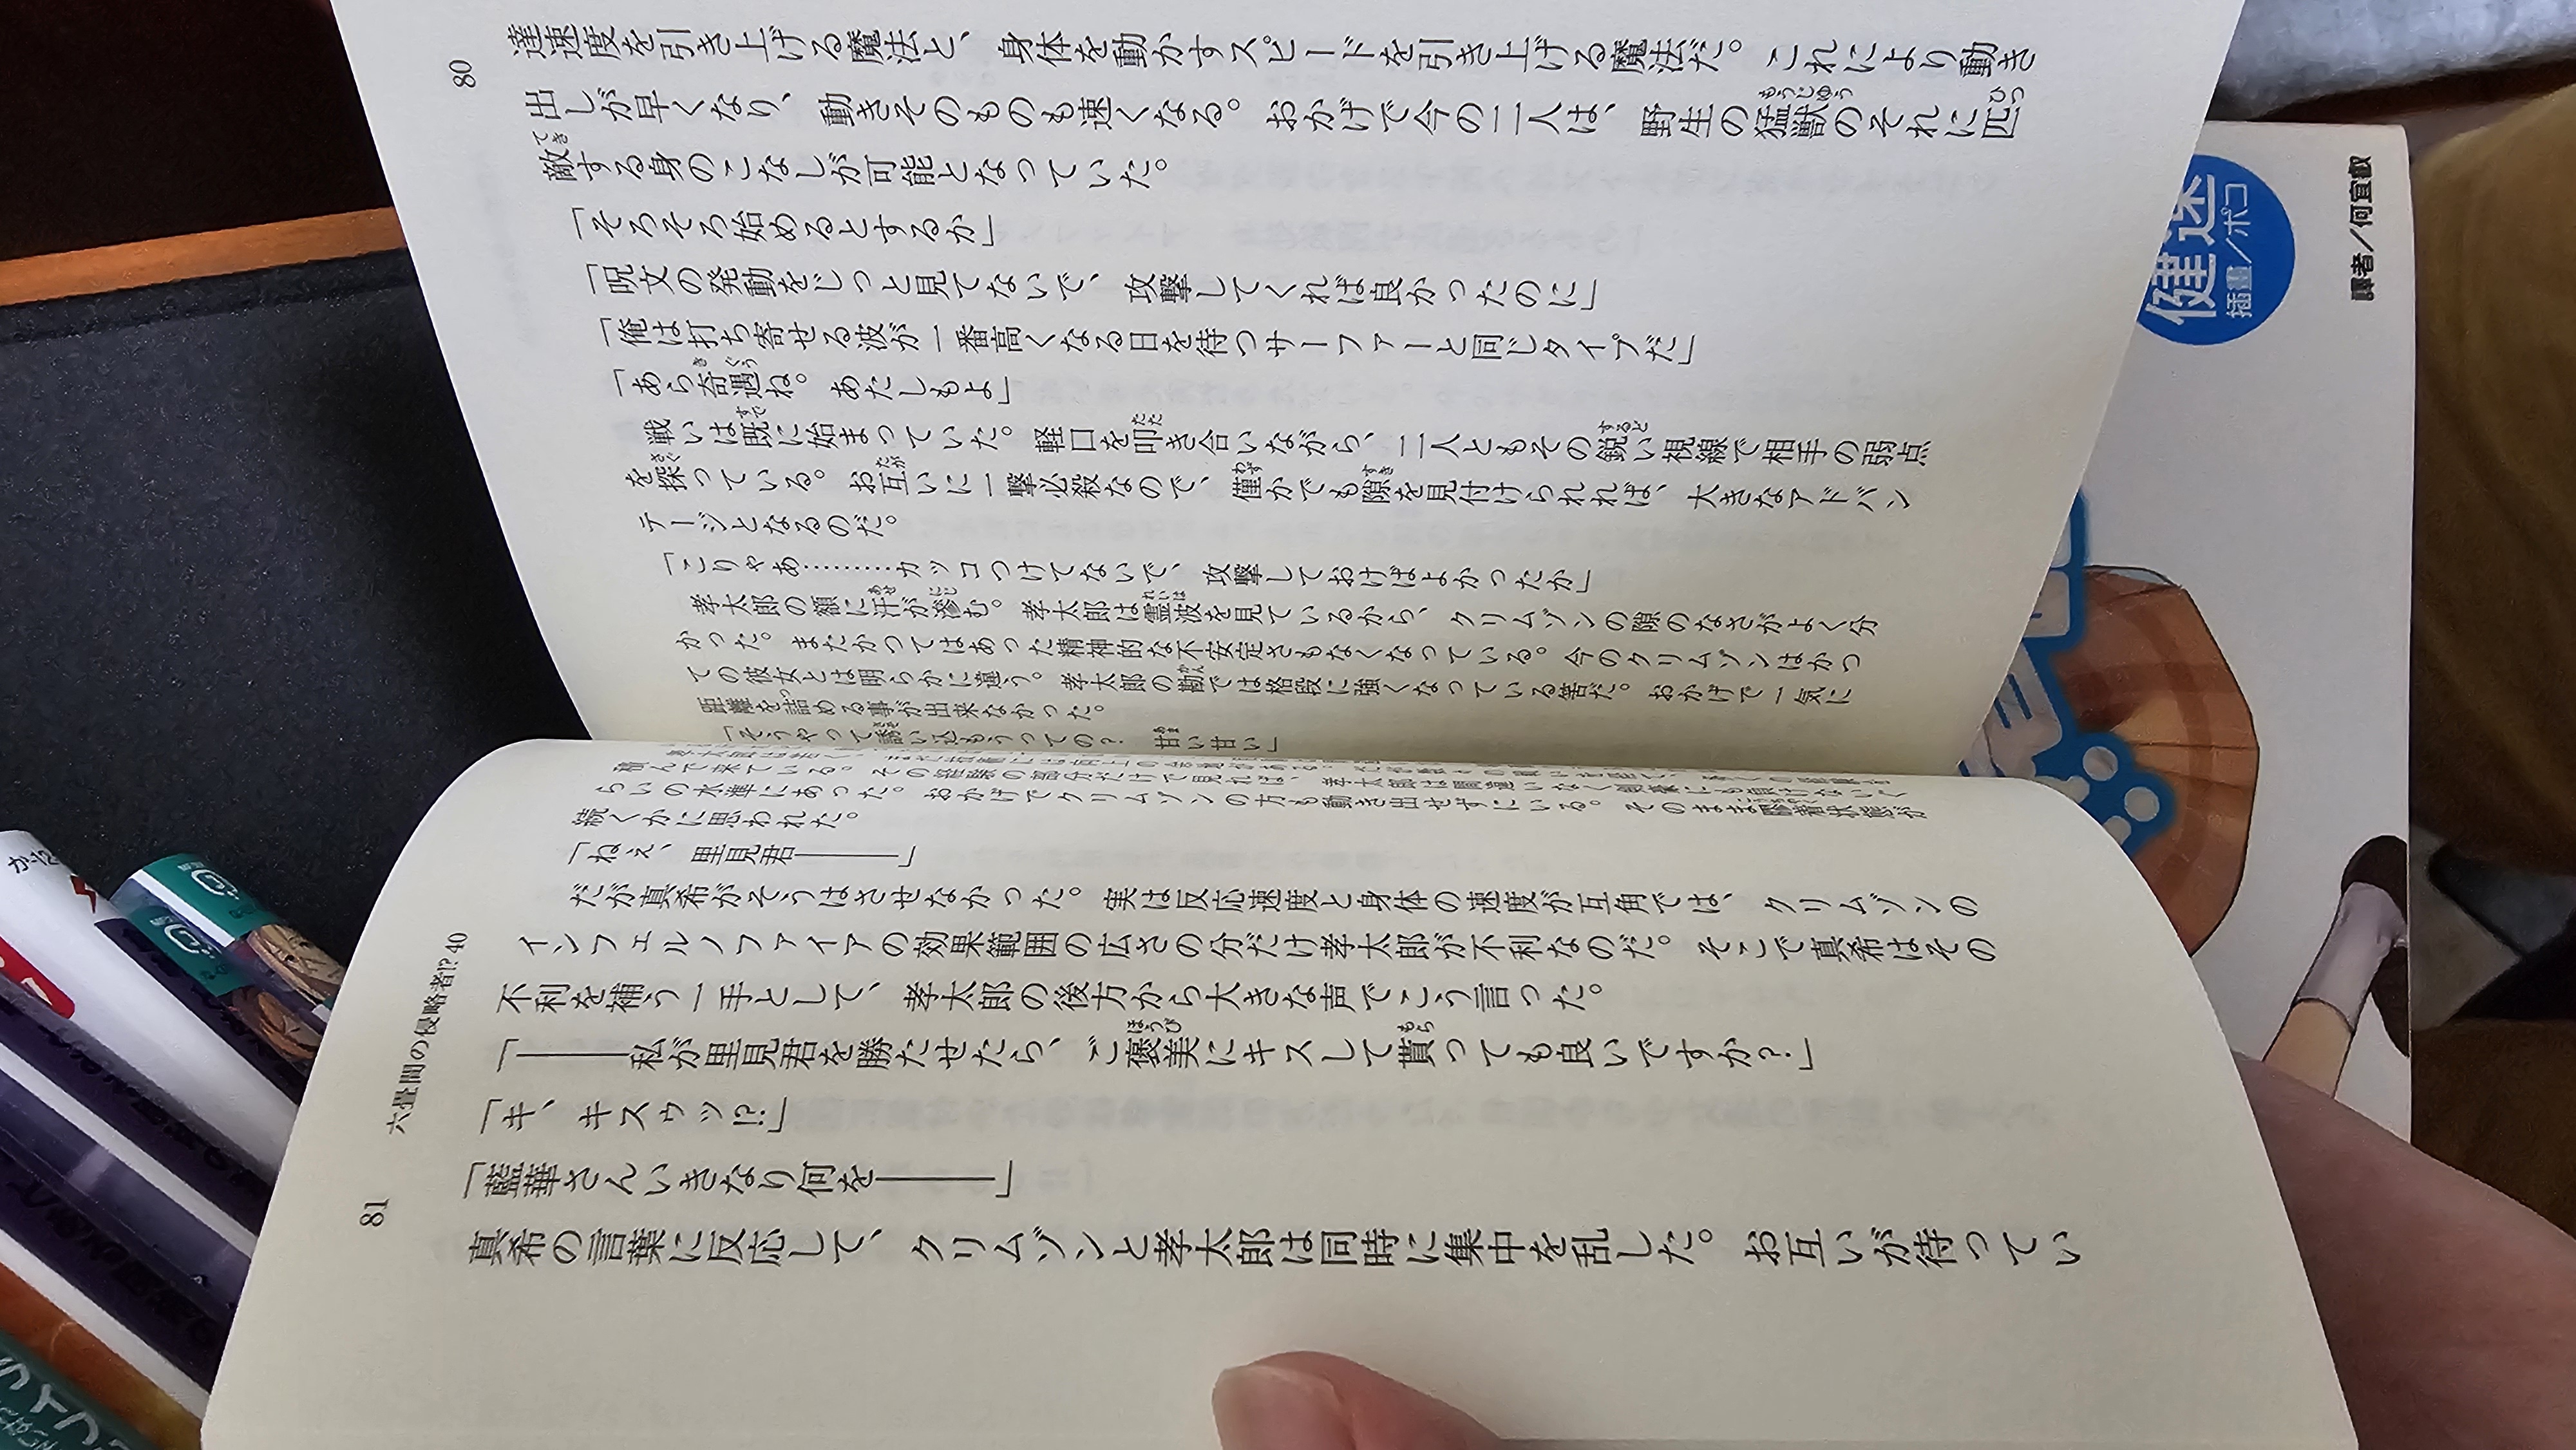 80
達速度を引き上げる魔法と、身体を動かすスピードを引き上げる魔法だ。これにより動き
出しが早くなり、動きそのものも速くなる。おかげで今の二人は、野生の猛獣のそれに匹
敵する身のこなしが可能となっていた。
「そろそろ始めるとするか」
「呪文の発動をじっと見てないで、攻撃してくれば良かったのに」
「俺は打ち寄せる波が一番高くなる日を待つサーファーと同じタイプだ」
「あら奇遇ね。あたしもよ」
戦いは既に始まっていた。軽口を叩き合いながら、二人ともその鋭い視線で相手の弱点
を探っている。お互いに一撃必殺なので、僅かでも隙を見付けられれば、大きなアドバン
テージとなるのだ。
「こりゃあ………カッコつけてないで、攻撃しておけばよかったか」
孝太郎の額に汗が滲む。孝太郎は霊波を見ているから、クリムゾンの隙のなさがよく分
かった。またかつてはあった精神的な不安定さもなくなっている。今のクリムゾンはかつ
ての彼女とは明らかに違う。孝太郎の勘では格段に強くなっている筈だ。おかげで一気に
距離を詰める事が出来なかった。
「そうやって誘い込もうっての？　甘い甘い」
積んで来ている。その経験の部分だけで見れば、孝太郎は間違いなく剣豪にも負けないぐ
らいの水準にあった。おかげでクリムゾンの方も動き出せずにいる。そのまま膠着状態が
続くかに思われた。
「ねえ、里見君―――」
だが真希がそうはさせなかった。実は反応速度と身体の速度が互角では、クリムゾンの
インフェルノファイアの効果範囲の広さの分だけ孝太郎が不利なのだ。そこで真希はその
不利を補う一手として、孝太郎の後方から大きな声でこう言った。
「―――私が里見君を勝たせたら、ご褒美にキスして貰っても良いですか？」
「キ、キスゥッ!?」
「藍華さんいきなり何を―――」
真希の言葉に反応して、クリムゾンと孝太郎は同時に集中を乱した。お互いが待ってい
81 六畳間の侵略者!? 40
健速
插畫／ポコ
譯者／何宜叡